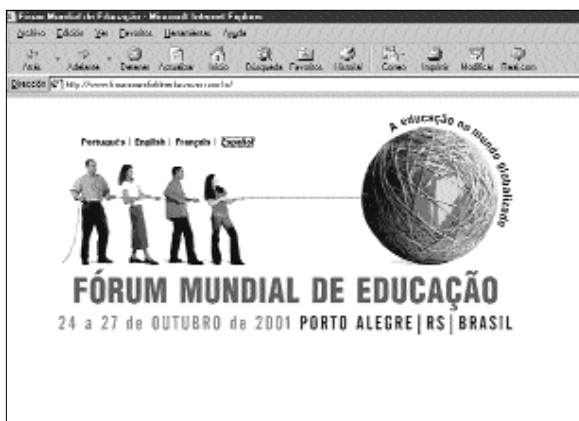 Fórum Mundial de Educação - Microsoft Internet Explorer
Archivo Edición Ver Favoritos Herramientas Ayuda
Atrás Adelante Detener Actualizar Inicio Búsqueda Favoritos Historial Correo Imprimir Modificar
Dirección
Português | English | Français | Español
A educação no mundo globalizado
FÓRUM MUNDIAL DE EDUCAÇÃO
24 a 27 de OUTUBRO de 2001 PORTO ALEGRE | RS | BRASIL